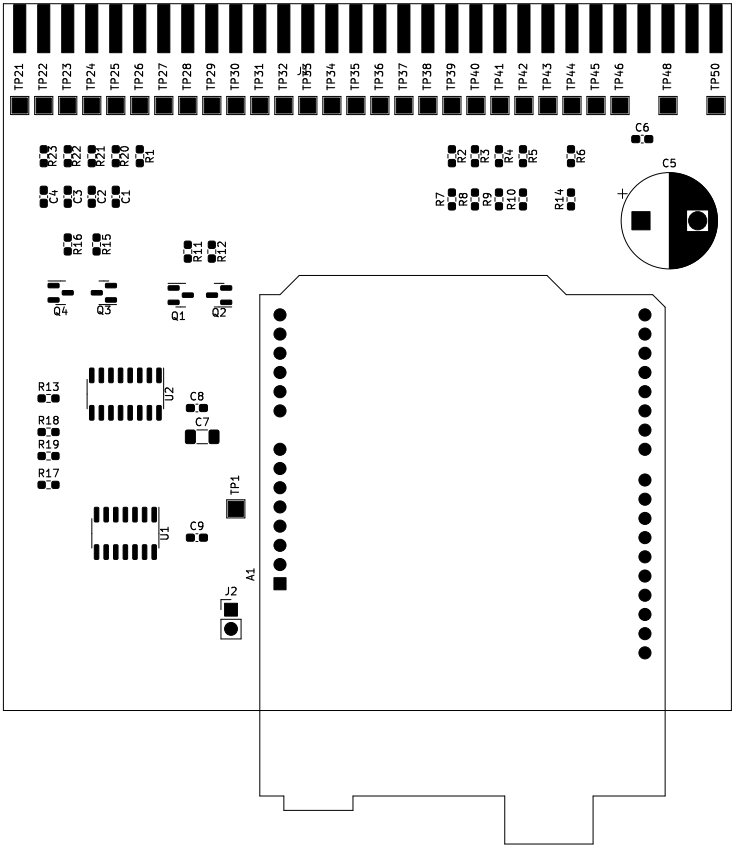 TP21 TP22 TP23 TP24 TP25 TP26 TP27 TP28 TP29 TP30 TP31 TP32 TP33 TP34 TP35 TP36 TP37 TP38 TP39 TP40 TP41 TP42 TP43 TP44 TP45 TP46 TP48 TP50
C6
R23 R22 R21 R20 R1 R2 R3 R4 R5 R6
C5
C4 C3 C2 C1 R7 R8 R9 R10 R14 +
R16 R15 R11 R12
Q4 Q3 Q1 Q2
R13 U2 C8
R18 C7
R19
R17 TP1
U1 C9
A1
J2